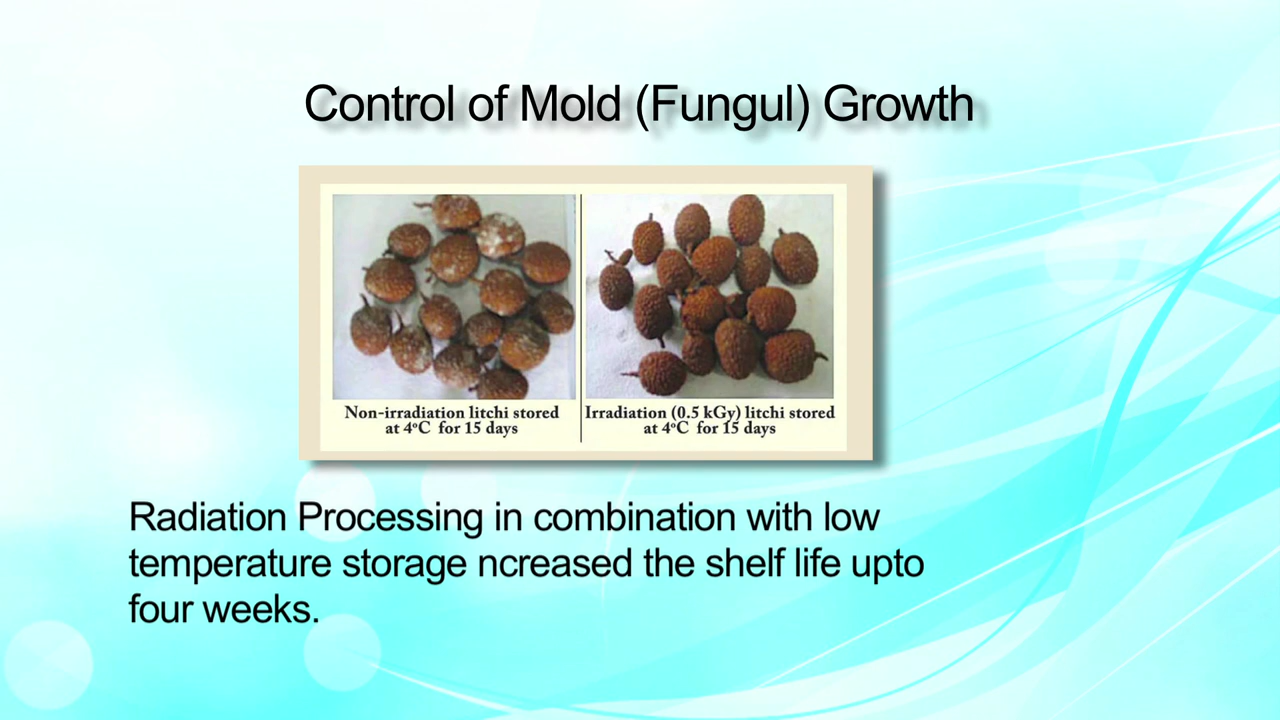 Control of Mold (Fungul) Growth
Non-irradiation litchi stored
at 4ºC for 15 days
Irradiation (0.5 kGy) litchi stored
at 4ºC for 15 days
Radiation Processing in combination with low
temperature storage ncreased the shelf life upto
four weeks.